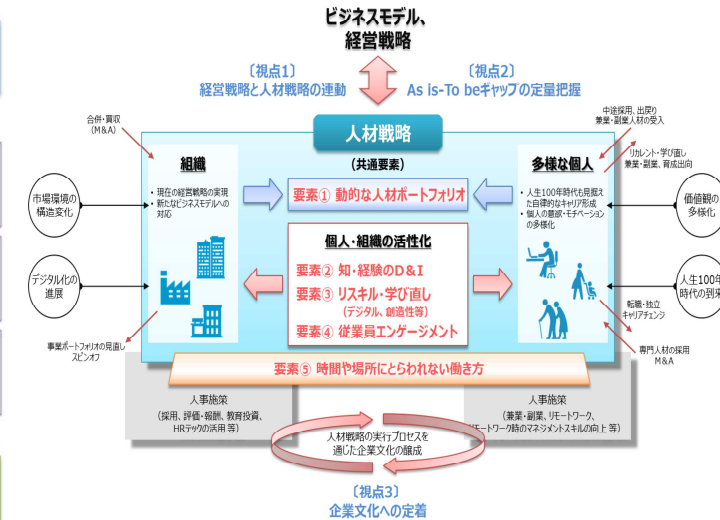 ビジネスモデル、
経営戦略
〔視点1〕
経営戦略と人材戦略の連動
〔視点2〕
As is-To beギャップの定量把握
合併・買収
(M&A)
中途採用、出戻り
兼業・副業人材の受入
リカレント・学び直し
兼業・副業、育成出向
人材戦略
組織
・ 現在の経営戦略の実現
・ 新たなビジネスモデルへの
対応
(共通要素)
要素① 動的な人材ポートフォリオ
多様な個人
・ 人生100年時代も見据え
た自律的なキャリア形成
・ 個人の意欲・モチベーション
の多様化
市場環境の
構造変化
デジタル化の
進展
個人・組織の活性化
要素② 知・経験のD&I
要素③ リスキル・学び直し
(デジタル、創造性等)
要素④ 従業員エンゲージメント
価値観の
多様化
人生100年
時代の到来
事業ポートフォリオの見直し
スピンオフ
転職・独立
キャリアチェンジ
専門人材の採用
M&A
要素⑤ 時間や場所にとらわれない働き方
人事施策
(採用、評価・報酬、教育投資、
HRテックの活用 等)
人事施策
(兼業・副業、リモートワーク、
リモートワーク時のマネジメントスキルの向上 等)
人材戦略の実行プロセスを
通じた企業文化の醸成
〔視点3〕
企業文化への定着